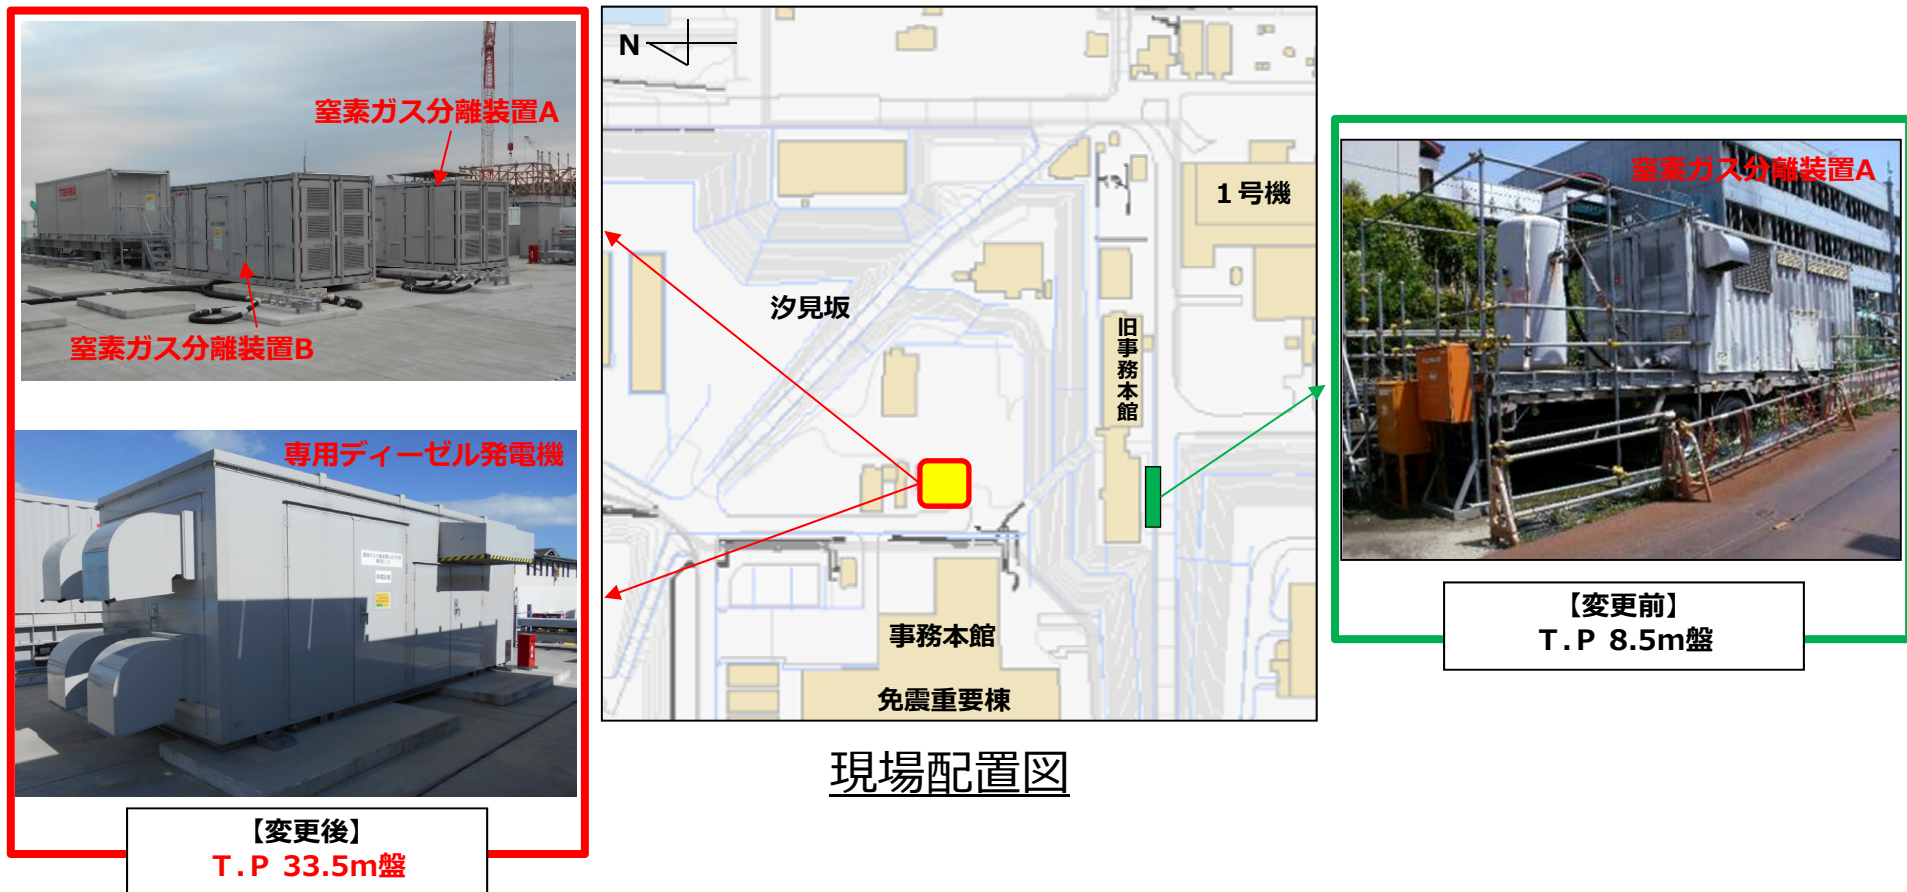 窒素ガス分離装置A
窒素ガス分離装置B
専用ディーゼル発電機
【変更後】
T.P 33.5m盤
N
1号機
汐見坂
旧事務本館
事務本館
免震重要棟
現場配置図
窒素ガス分離装置A
【変更前】
T.P 8.5m盤